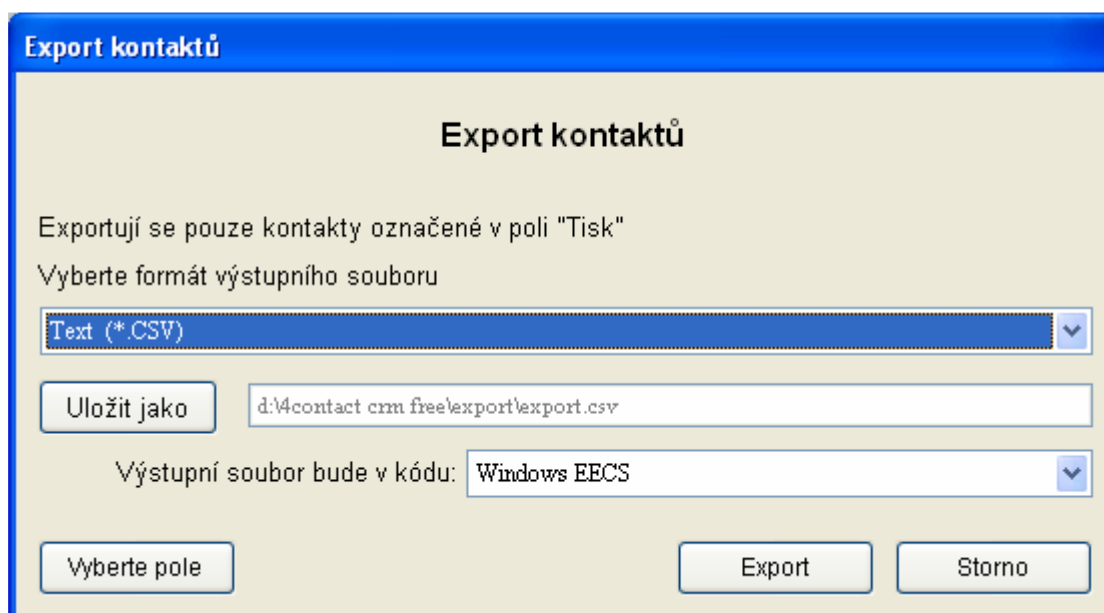 Export kontaktů
Export kontaktů
Exportují se pouze kontakty označené v poli "Tisk"
Vyberte formát výstupního souboru
Text (*.CSV)
Uložit jako d:\4contact crm free\export\export.csv
Výstupní soubor bude v kódu: Windows EECS
Vyberte pole Export Storno